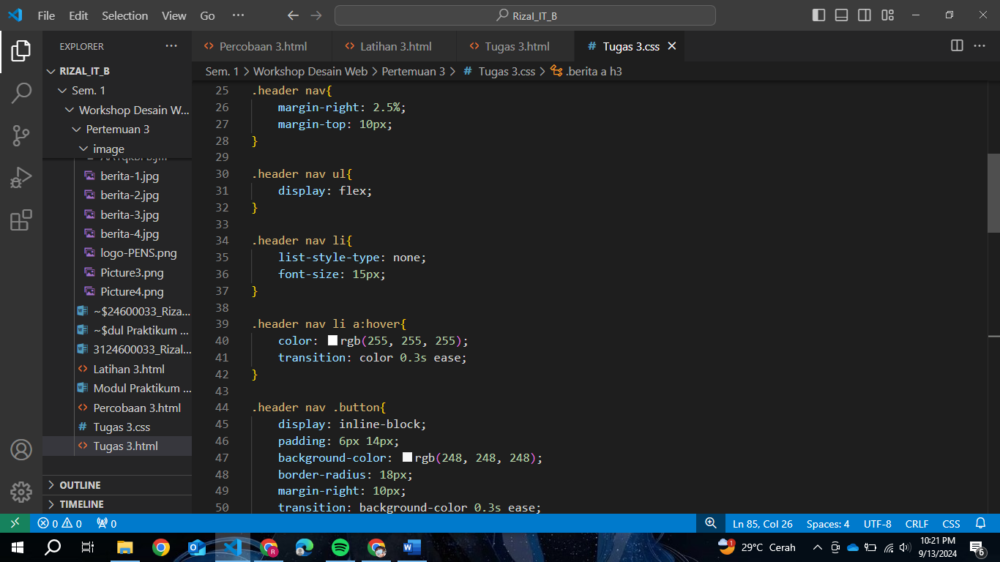 File Edit Selection View Go ··· Rizal_IT_B
EXPLORER ···
RIZAL_IT_B
Sem. 1
Workshop Desain W...
Pertemuan 3
image
berita-1.jpg
berita-2.jpg
berita-3.jpg
berita-4.jpg
logo-PENS.png
Picture3.png
Picture4.png
~$24600033_Riza...
~$dul Praktikum ...
3124600033_Rizal...
Latihan 3.html
Modul Praktikum ...
Percobaan 3.html
Tugas 3.css
Tugas 3.html
OUTLINE
TIMELINE
Percobaan 3.html Latihan 3.html Tugas 3.html # Tugas 3.css
Sem. 1 > Workshop Desain Web > Pertemuan 3 > # Tugas 3.css > .berita a h3
25 .header nav{
26 margin-right: 2.5%;
27 margin-top: 10px;
28 }
29
30 .header nav ul{
31 display: flex;
32 }
33
34 .header nav li{
35 list-style-type: none;
36 font-size: 15px;
37 }
38
39 .header nav li a:hover{
40 color: rgb(255, 255, 255);
41 transition: color 0.3s ease;
42 }
43
44 .header nav .button{
45 display: inline-block;
46 padding: 6px 14px;
47 background-color: rgb(248, 248, 248);
48 border-radius: 18px;
49 margin-right: 10px;
50 transition: background-color 0.3s ease;
0 0 0 Ln 85, Col 26 Spaces: 4 UTF-8 CRLF CSS
1 29°C Cerah 10:21 PM
9/13/2024 6